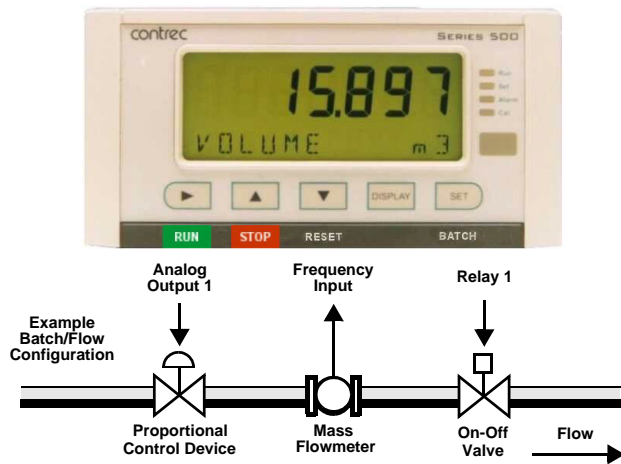 contrec
SERIES 500
15.897
VOLUME m3
Run
Set
Alarm
Cal
DISPLAY
SET
RUN STOP RESET BATCH
Analog
Output 1
Frequency
Input
Relay 1
Example
Batch/Flow
Configuration
Proportional
Control Device
Mass
Flowmeter
On-Off
Valve
Flow